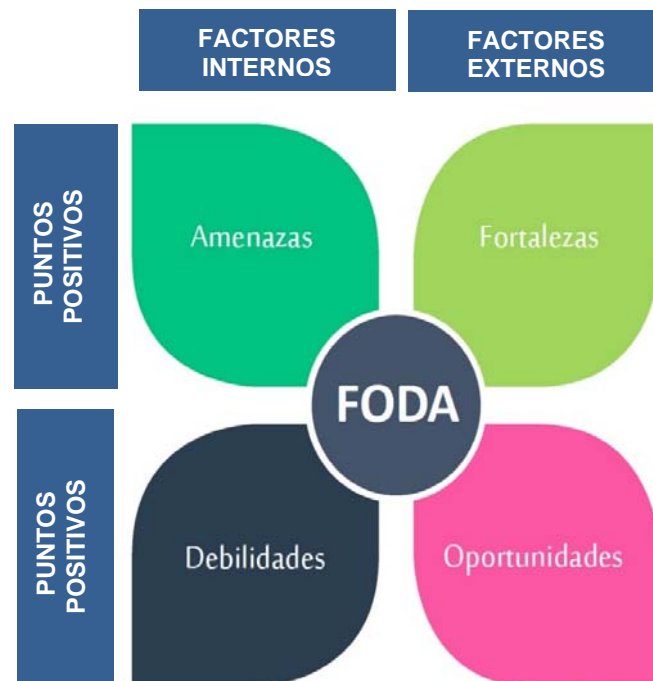 FACTORES
INTERNOS
FACTORES
EXTERNOS
PUNTOS
POSITIVOS
Amenazas
Fortalezas
FODA
PUNTOS
POSITIVOS
Debilidades
Oportunidades